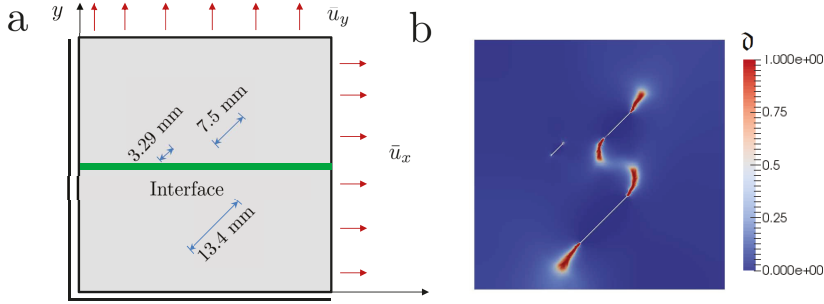 a
y
ū_y
3.29 mm
7.5 mm
ū_x
Interface
13.4 mm
b
𝔡
1.000e+00
0.75
0.5
0.25
0.000e+00